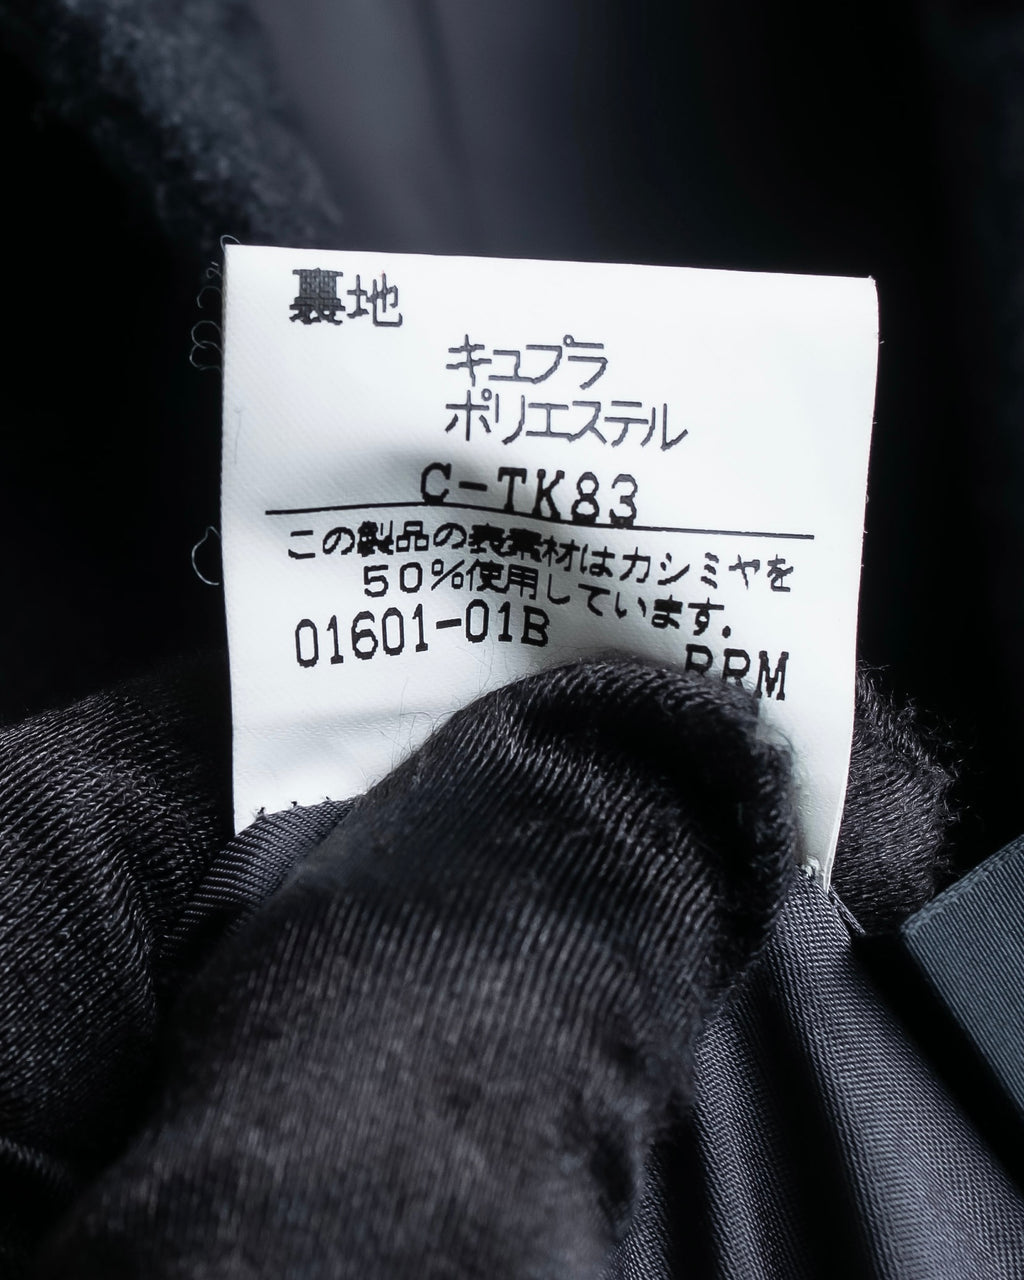 裏地
キュプラ
ポリエステル
C-TK83
この製品の表素材はカシミヤを
50%使用しています.
01601-01B
RRM